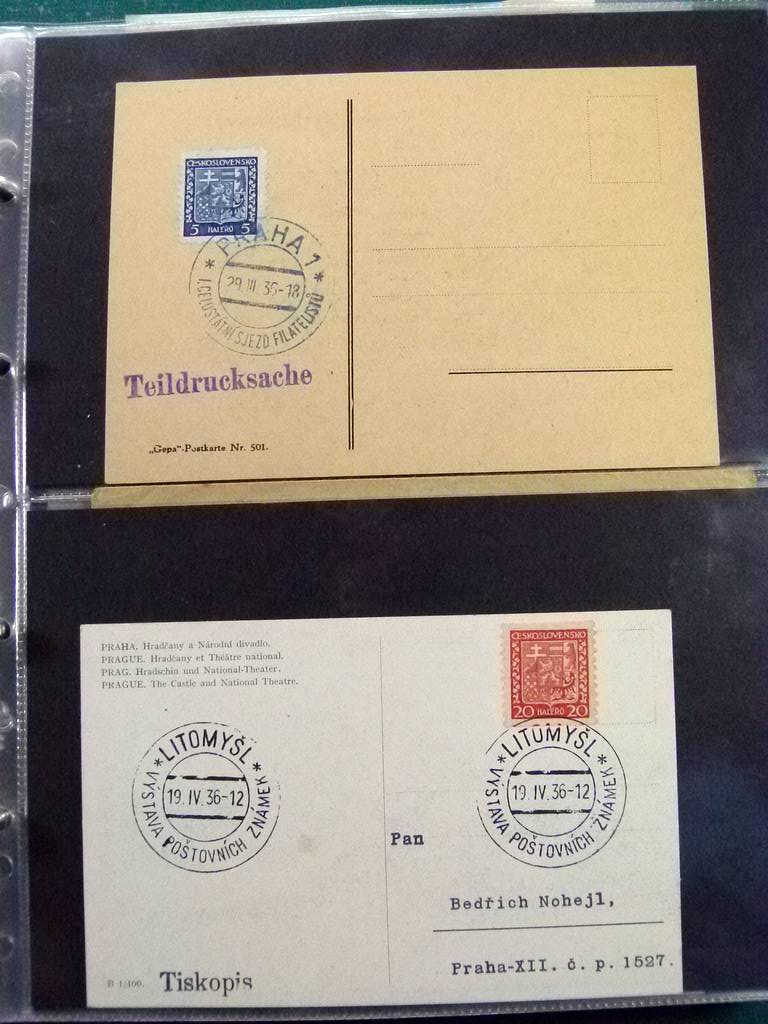 ČESKOSLOVENSKO
5 HALÉŘŮ 5
PRAHA 1
29. III. 36-18
* I. CELOSTÁTNÍ SJEZD FILATELISTŮ *
Teildrucksache
„Gepa“-Postkarte Nr. 501.
PRAHA. Hradčany a Národní divadlo.
PRAGUE. Hradčany et Théâtre national.
PRAG. Hradschin und National-Theater.
PRAGUE. The Castle and National Theatre.
ČESKOSLOVENSKO
20 HALÉŘŮ 20
LITOMYŠL
19. IV. 36-12
* VÝSTAVA POŠTOVNÍCH ZNÁMEK *
LITOMYŠL
19. IV. 36-12
* VÝSTAVA POŠTOVNÍCH ZNÁMEK *
Pan
Bedřich Nohejl,
Praha-XII. č. p. 1527.
B 1/400.
Tiskopis